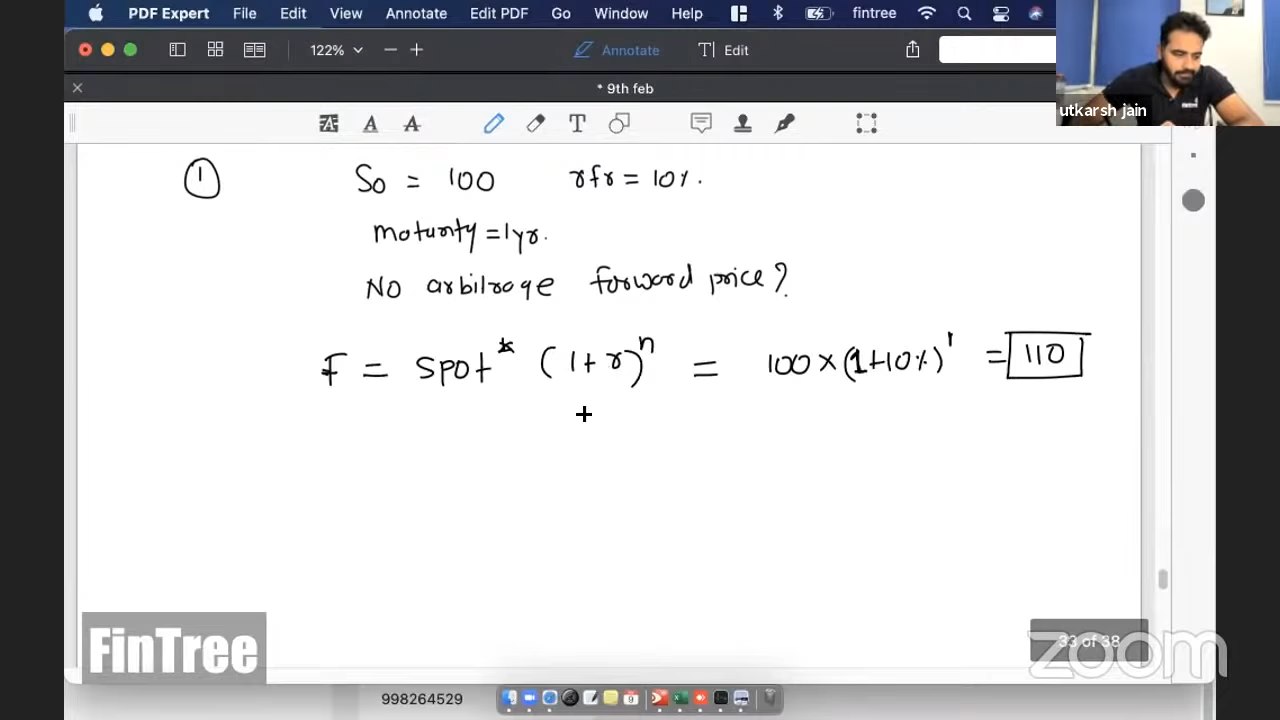 PDF Expert File Edit View Annotate Edit PDF Go Window Help fintree
122% Annotate T| Edit
* 9th feb
utkarsh jain
1 S0 = 100 rfr = 10%.
maturity = 1 yr.
No arbitrage forward price?
F = Spot * (1 + r)^n = 100 × (1+10%)^1 = 110
FinTree
33 of 38
zoom
998264529